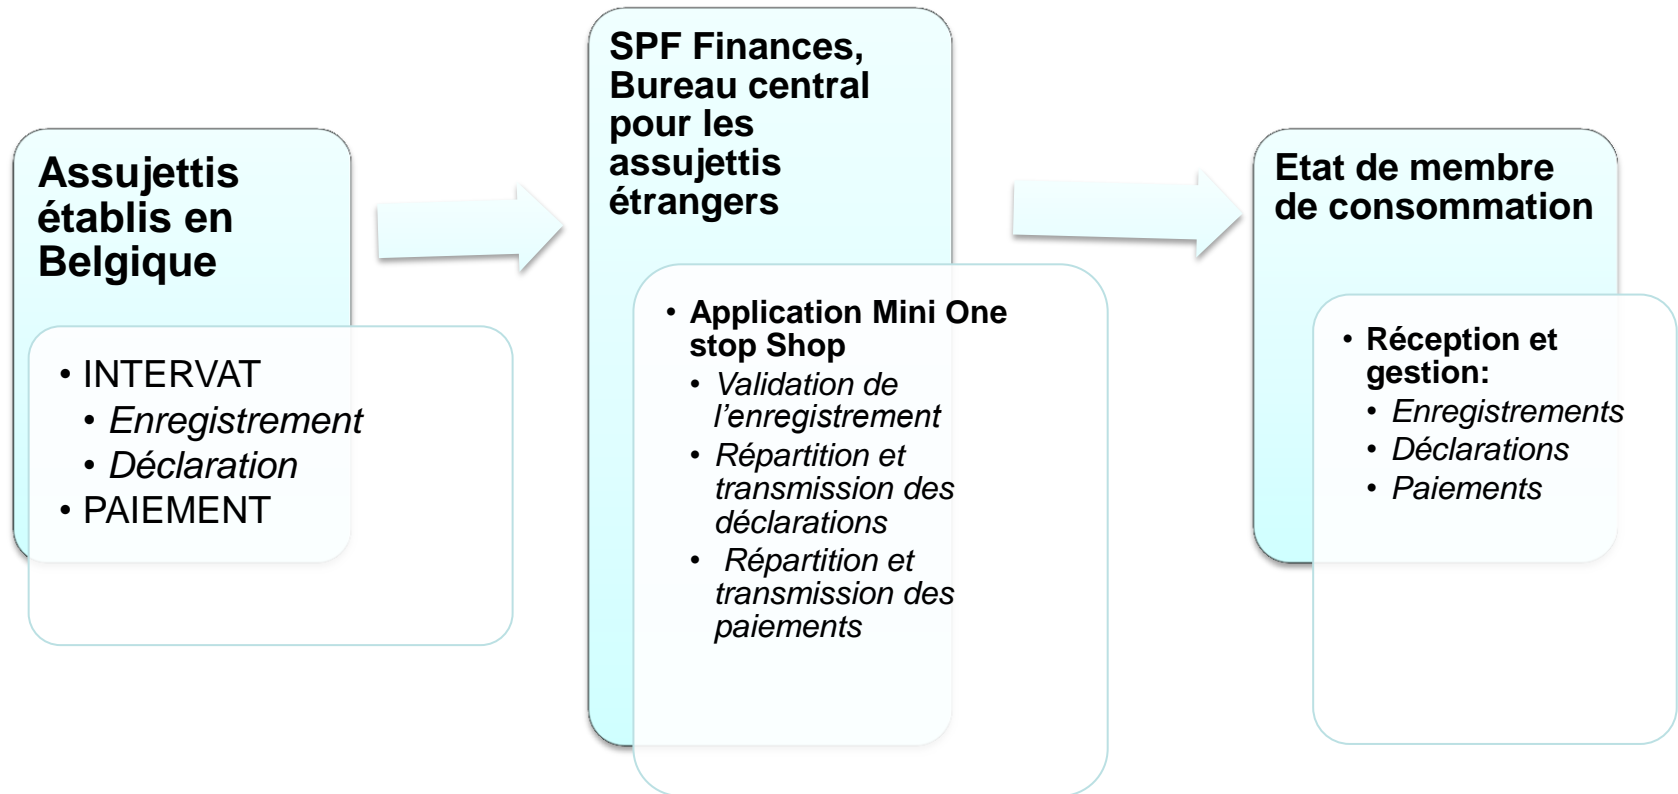 Assujettis
établis en
Belgique
• INTERVAT
• Enregistrement
• Déclaration
• PAIEMENT
SPF Finances,
Bureau central
pour les
assujettis
étrangers
• Application Mini One
stop Shop
• Validation de
l’enregistrement
• Répartition et
transmission des
déclarations
• Répartition et
transmission des
paiements
Etat de membre
de consommation
• Réception et
gestion:
• Enregistrements
• Déclarations
• Paiements